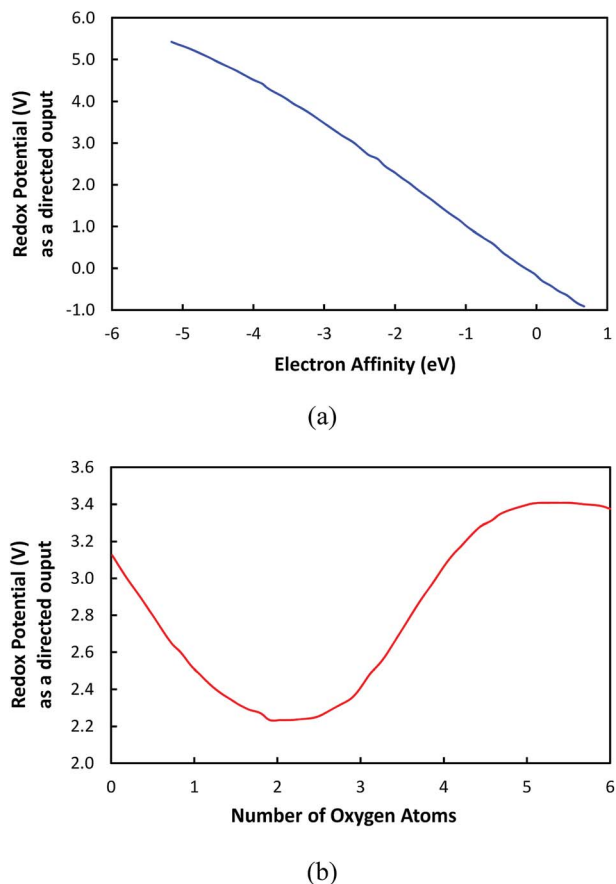 6.0
5.0
4.0
3.0
2.0
1.0
0.0
-1.0
Redox Potential (V)
as a directed ouput
-6 -5 -4 -3 -2 -1 0 1
Electron Affinity (eV)
(a)
3.6
3.4
3.2
3.0
2.8
2.6
2.4
2.2
2.0
Redox Potential (V)
as a directed ouput
0 1 2 3 4 5 6
Number of Oxygen Atoms
(b)